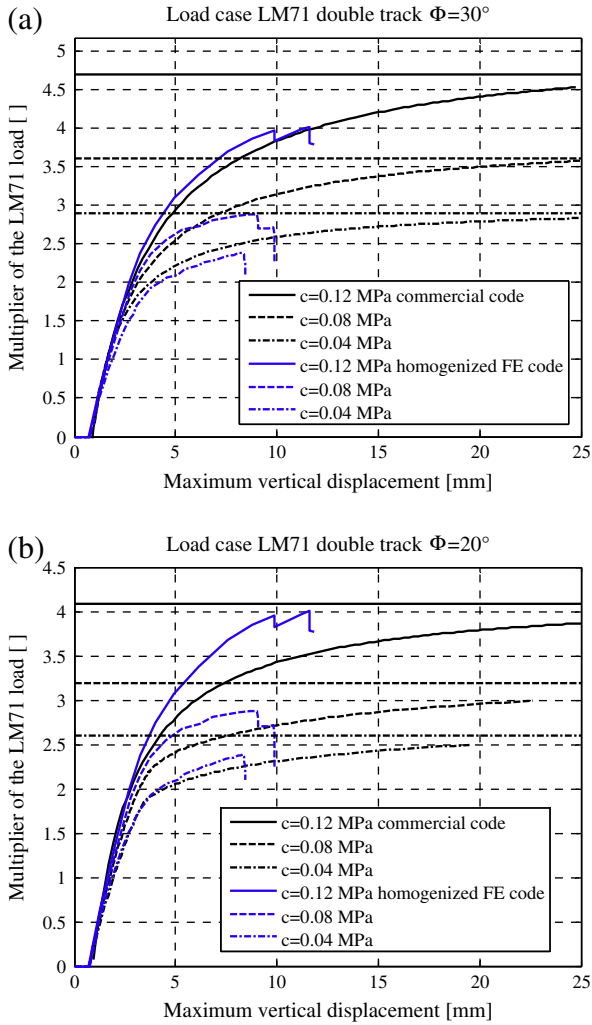 (a)
Load case LM71 double track Φ=30°
Multiplier of the LM71 load [ ]
5
4.5
4
3.5
3
2.5
2
1.5
1
0.5
0
c=0.12 MPa commercial code
c=0.08 MPa
c=0.04 MPa
c=0.12 MPa homogenized FE code
c=0.08 MPa
c=0.04 MPa
0 5 10 15 20 25
Maximum vertical displacement [mm]
(b)
Load case LM71 double track Φ=20°
Multiplier of the LM71 load [ ]
4.5
4
3.5
3
2.5
2
1.5
1
0.5
0
c=0.12 MPa commercial code
c=0.08 MPa
c=0.04 MPa
c=0.12 MPa homogenized FE code
c=0.08 MPa
c=0.04 MPa
0 5 10 15 20 25
Maximum vertical displacement [mm]